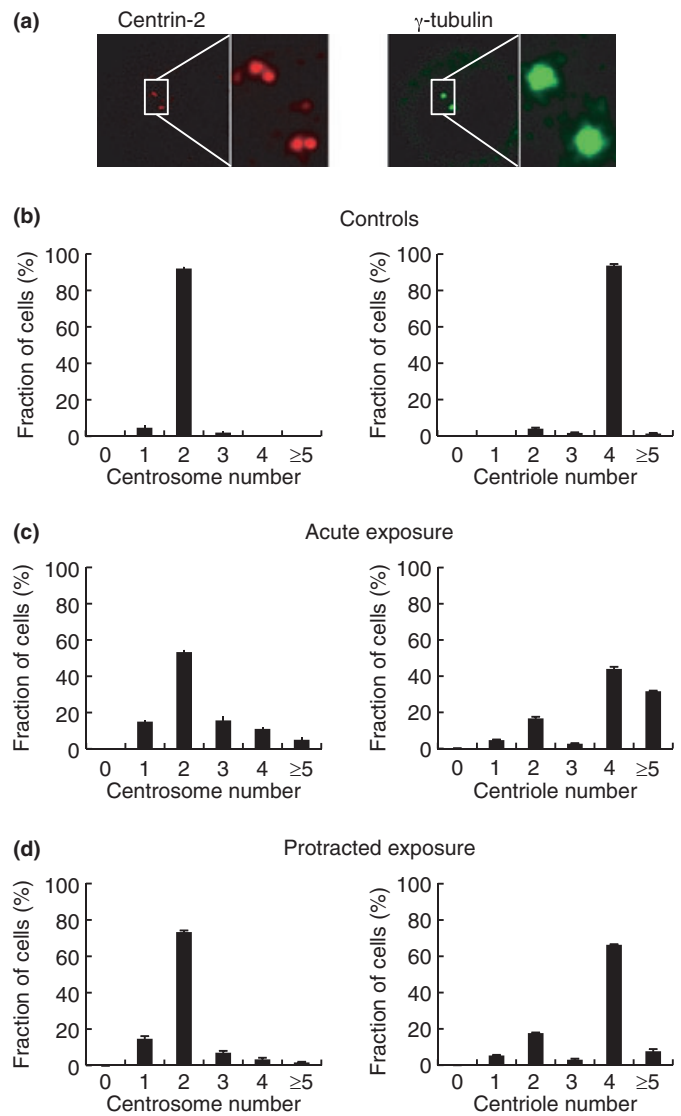 (a)
Centrin-2 γ-tubulin
(b)
Controls
Fraction of cells (%)
100
80
60
40
20
0
0 1 2 3 4 ≥5
Centrosome number
Fraction of cells (%)
100
80
60
40
20
0
0 1 2 3 4 ≥5
Centriole number
(c)
Acute exposure
Fraction of cells (%)
100
80
60
40
20
0
0 1 2 3 4 ≥5
Centrosome number
Fraction of cells (%)
100
80
60
40
20
0
0 1 2 3 4 ≥5
Centriole number
(d)
Protracted exposure
Fraction of cells (%)
100
80
60
40
20
0
0 1 2 3 4 ≥5
Centrosome number
Fraction of cells (%)
100
80
60
40
20
0
0 1 2 3 4 ≥5
Centriole number